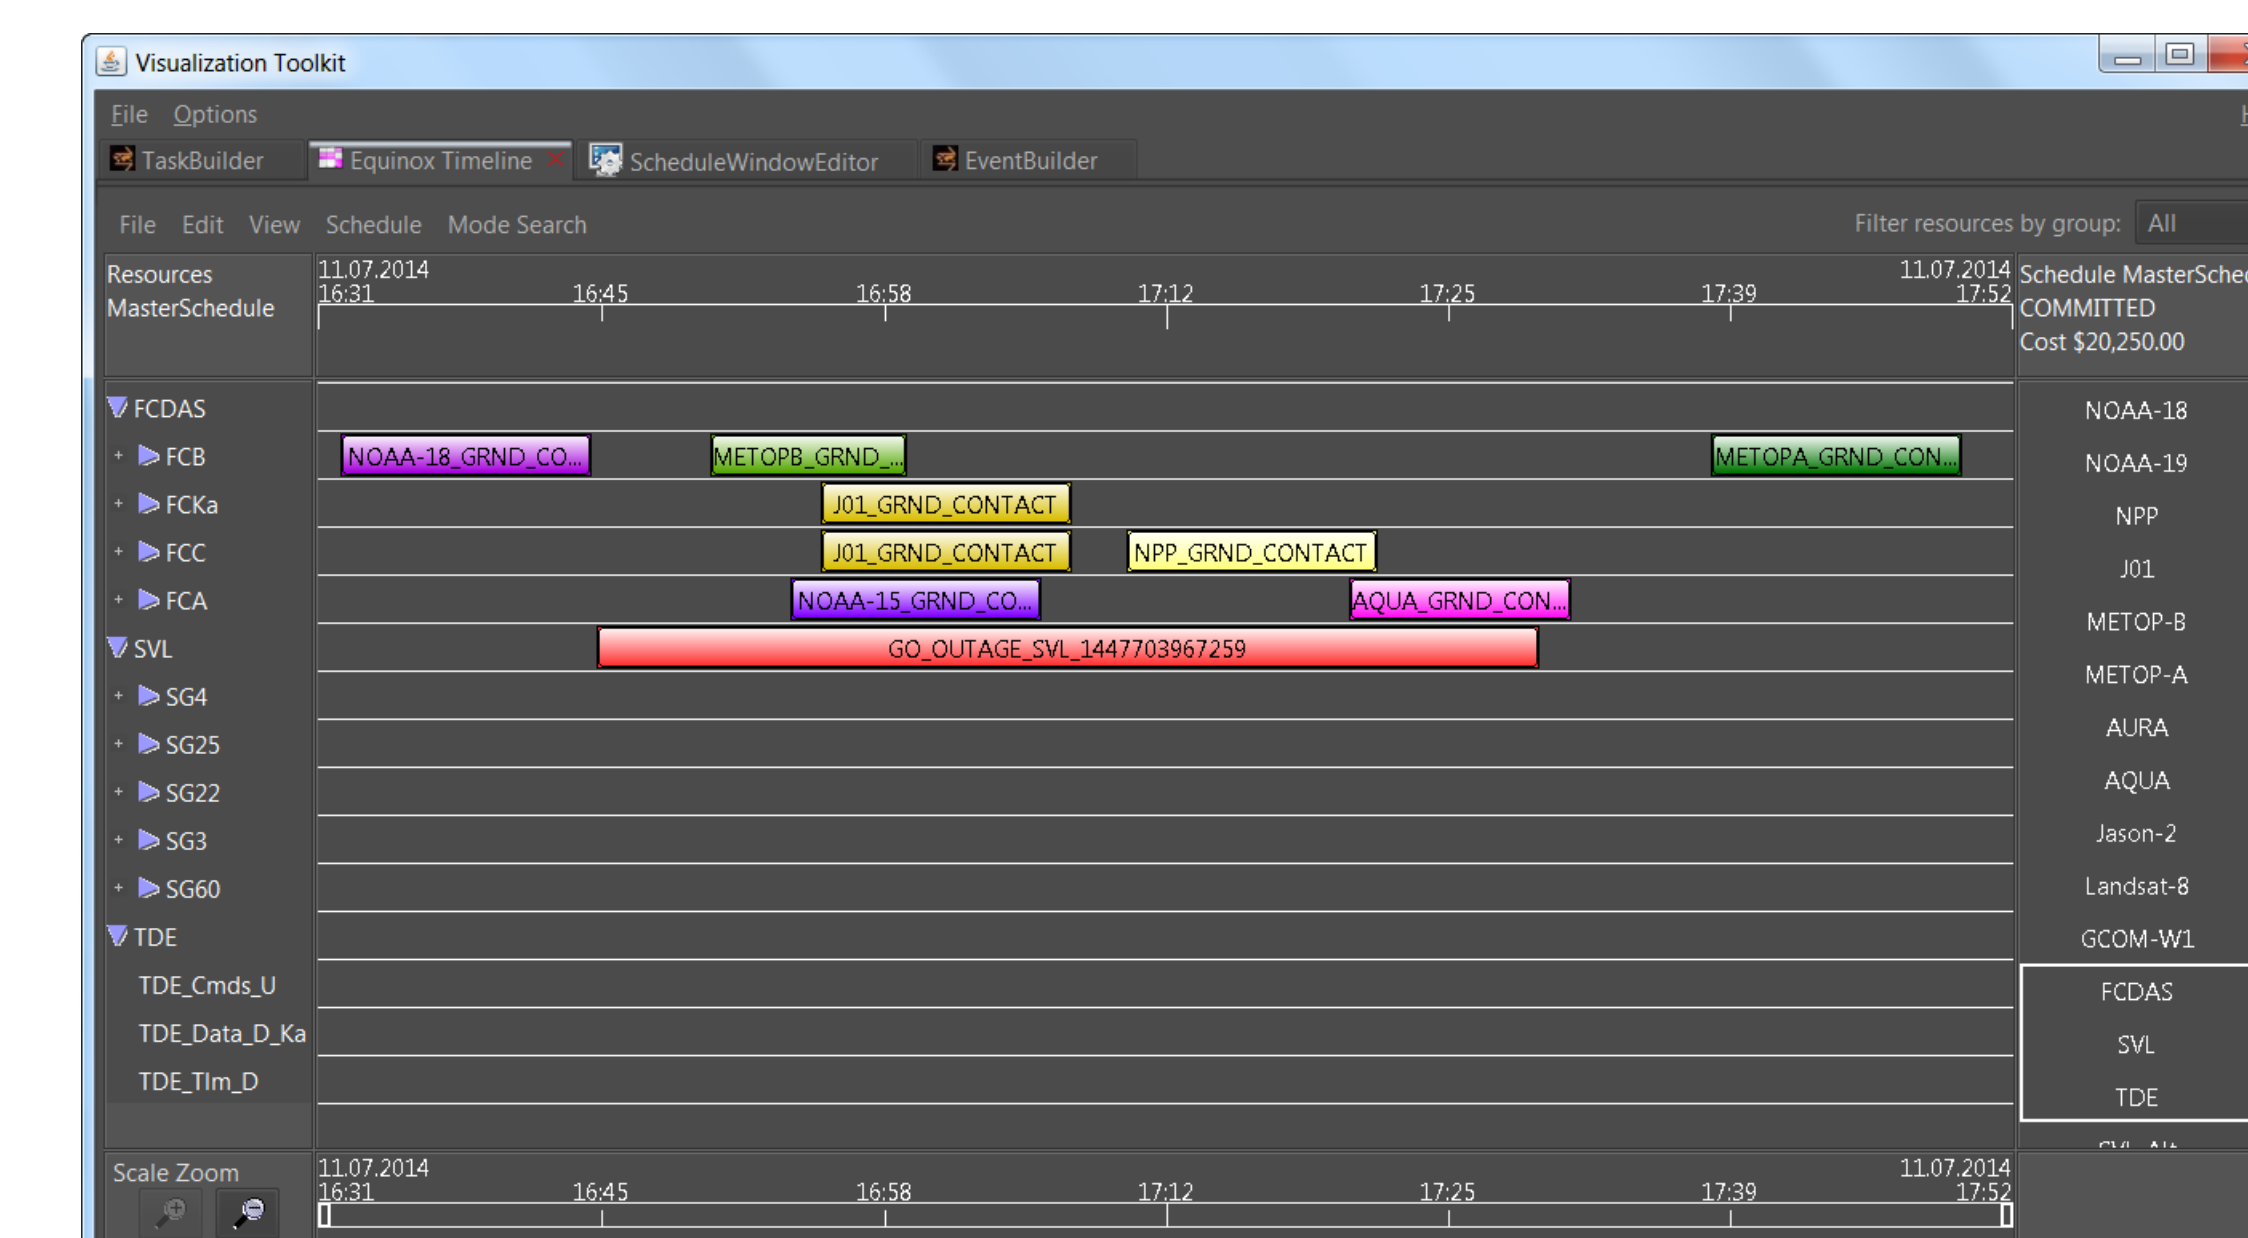 Visualization Toolkit
File Options
TaskBuilder Equinox Timeline ScheduleWindowEditor EventBuilder
File Edit View Schedule Mode Search Filter resources by group: All
Resources
MasterSchedule
11.07.2014 11.07.2014
16:31 16:45 16:58 17:12 17:25 17:39 17:52
Schedule MasterSched
COMMITTED
Cost $20,250.00
FCDAS
FCB NOAA-18_GRND_CO... METOPB_GRND_... METOPA_GRND_CON...
FCKa J01_GRND_CONTACT
FCC J01_GRND_CONTACT NPP_GRND_CONTACT
FCA NOAA-15_GRND_CO... AQUA_GRND_CON...
SVL GO_OUTAGE_SVL_1447703967259
SG4
SG25
SG22
SG3
SG60
TDE
TDE_Cmds_U
TDE_Data_D_Ka
TDE_Tlm_D
NOAA-18
NOAA-19
NPP
J01
METOP-B
METOP-A
AURA
AQUA
Jason-2
Landsat-8
GCOM-W1
FCDAS
SVL
TDE
Scale Zoom
11.07.2014 11.07.2014
16:31 16:45 16:58 17:12 17:25 17:39 17:52